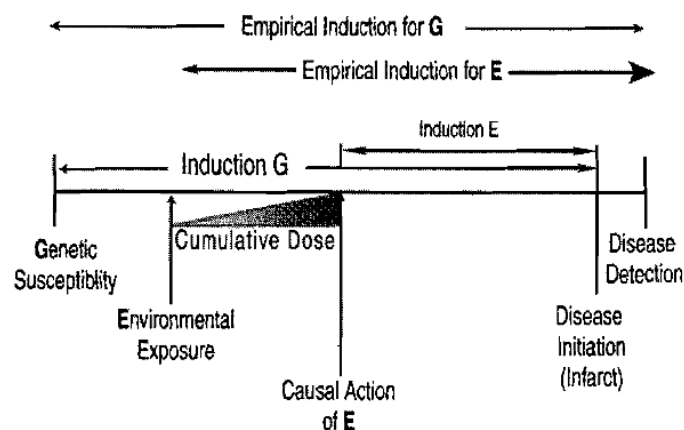 Empirical Induction for G
Empirical Induction for E
Induction E
Induction G
Cumulative Dose
Genetic
Susceptiblity
Environmental
Exposure
Causal Action
of E
Disease
Initiation
(Infarct)
Disease
Detection